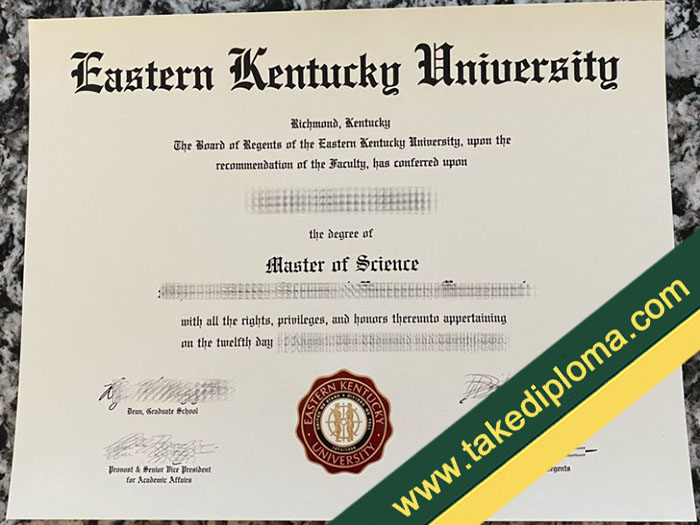 Eastern Kentucky University
Richmond, Kentucky
The Board of Regents of the Eastern Kentucky University, upon the
recommendation of the Faculty, has conferred upon
the degree of
Master of Science
with all the rights, privileges, and honors thereunto appertaining
on the twelfth day
Dean, Graduate School
Provost & Senior Vice President
for Academic Affairs
EASTERN KENTUCKY
UNIVERSITY
egents
www.takediploma.com